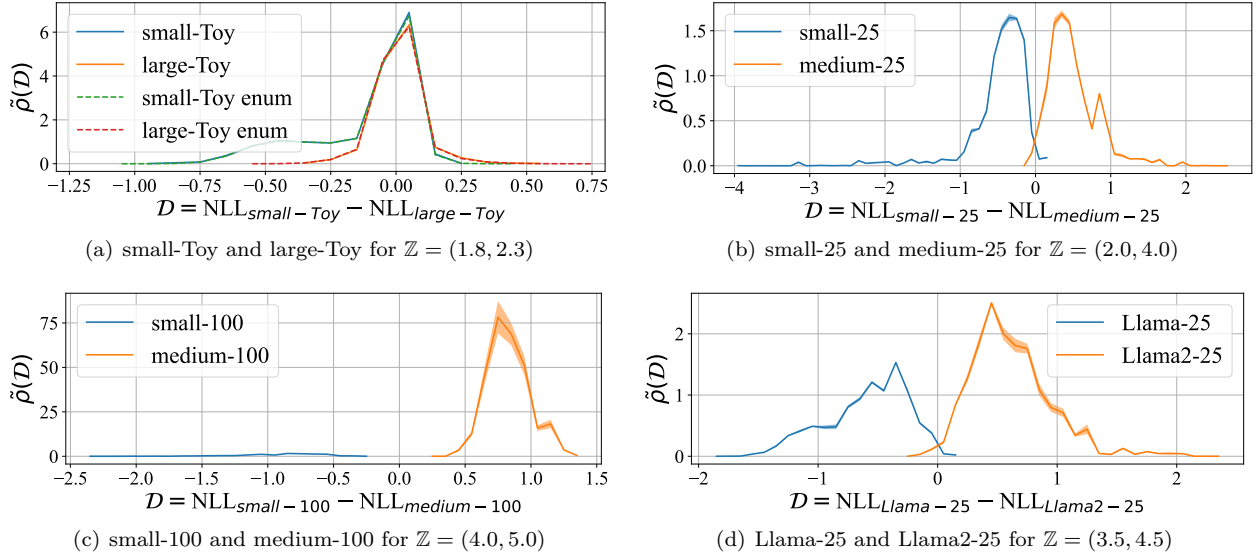 6
4
2
0
ρ̃(𝒟)
small-Toy
large-Toy
small-Toy enum
large-Toy enum
−1.25 −1.00 −0.75 −0.50 −0.25 0.00 0.25 0.50 0.75
𝒟 = NLL_small−Toy − NLL_large−Toy
(a) small-Toy and large-Toy for ℤ = (1.8, 2.3)
1.5
1.0
0.5
0.0
ρ̃(𝒟)
small-25
medium-25
−4 −3 −2 −1 0 1 2
𝒟 = NLL_small−25 − NLL_medium−25
(b) small-25 and medium-25 for ℤ = (2.0, 4.0)
75
50
25
0
ρ̃(𝒟)
small-100
medium-100
−2.5 −2.0 −1.5 −1.0 −0.5 0.0 0.5 1.0 1.5
𝒟 = NLL_small−100 − NLL_medium−100
(c) small-100 and medium-100 for ℤ = (4.0, 5.0)
2
1
0
ρ̃(𝒟)
Llama-25
Llama2-25
−2 −1 0 1 2
𝒟 = NLL_Llama−25 − NLL_Llama2−25
(d) Llama-25 and Llama2-25 for ℤ = (3.5, 4.5)